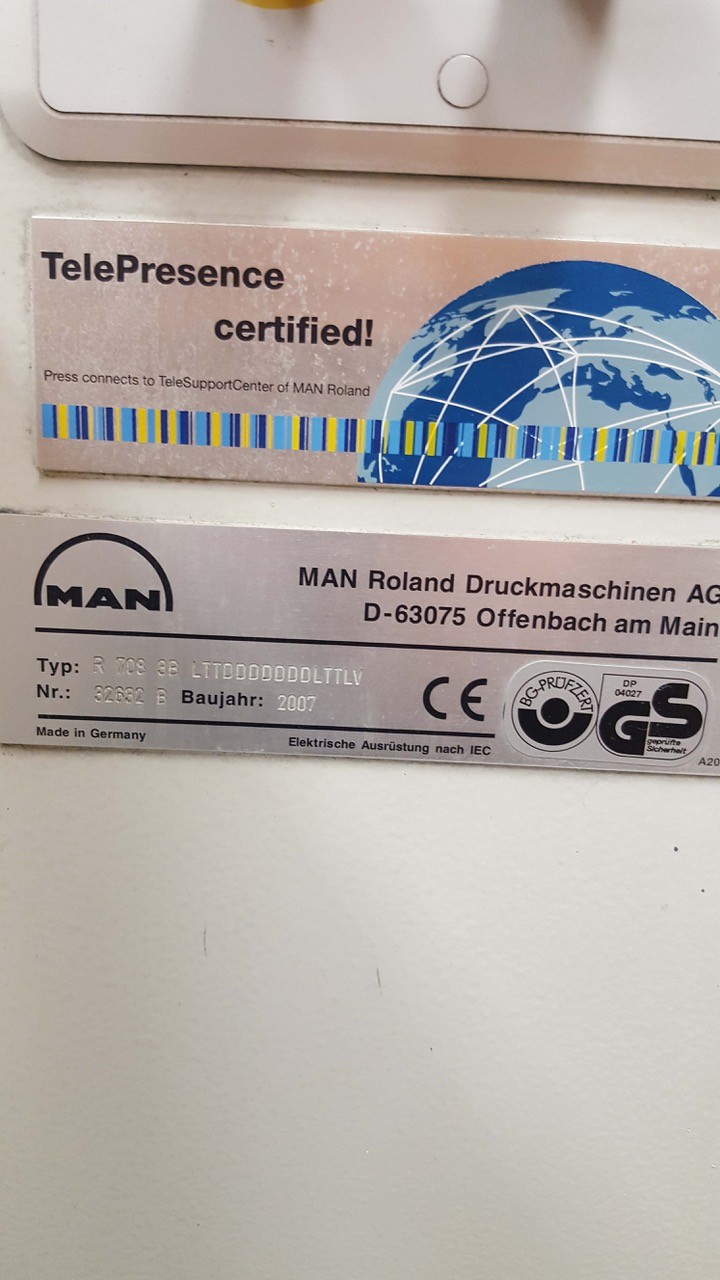 TelePresence
certified!
Press connects to TeleSupportCenter of MAN Roland
MAN
MAN Roland Druckmaschinen AG
D-63075 Offenbach am Main
Typ: R 708 3B
Nr.: 32632 B Baujahr: 2007
CE
BG-PRÜFZERT
DP
04027
GS
geprüfte
Sicherheit
Made in Germany
Elektrische Ausrüstung nach IEC
A20